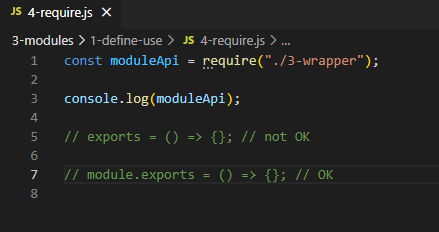 JS 4-require.js ×
3-modules > 1-define-use > JS 4-require.js > ...
1 const moduleApi = require("./3-wrapper");
2
3 console.log(moduleApi);
4
5 // exports = () => {}; // not OK
6
7 // module.exports = () => {}; // OK
8